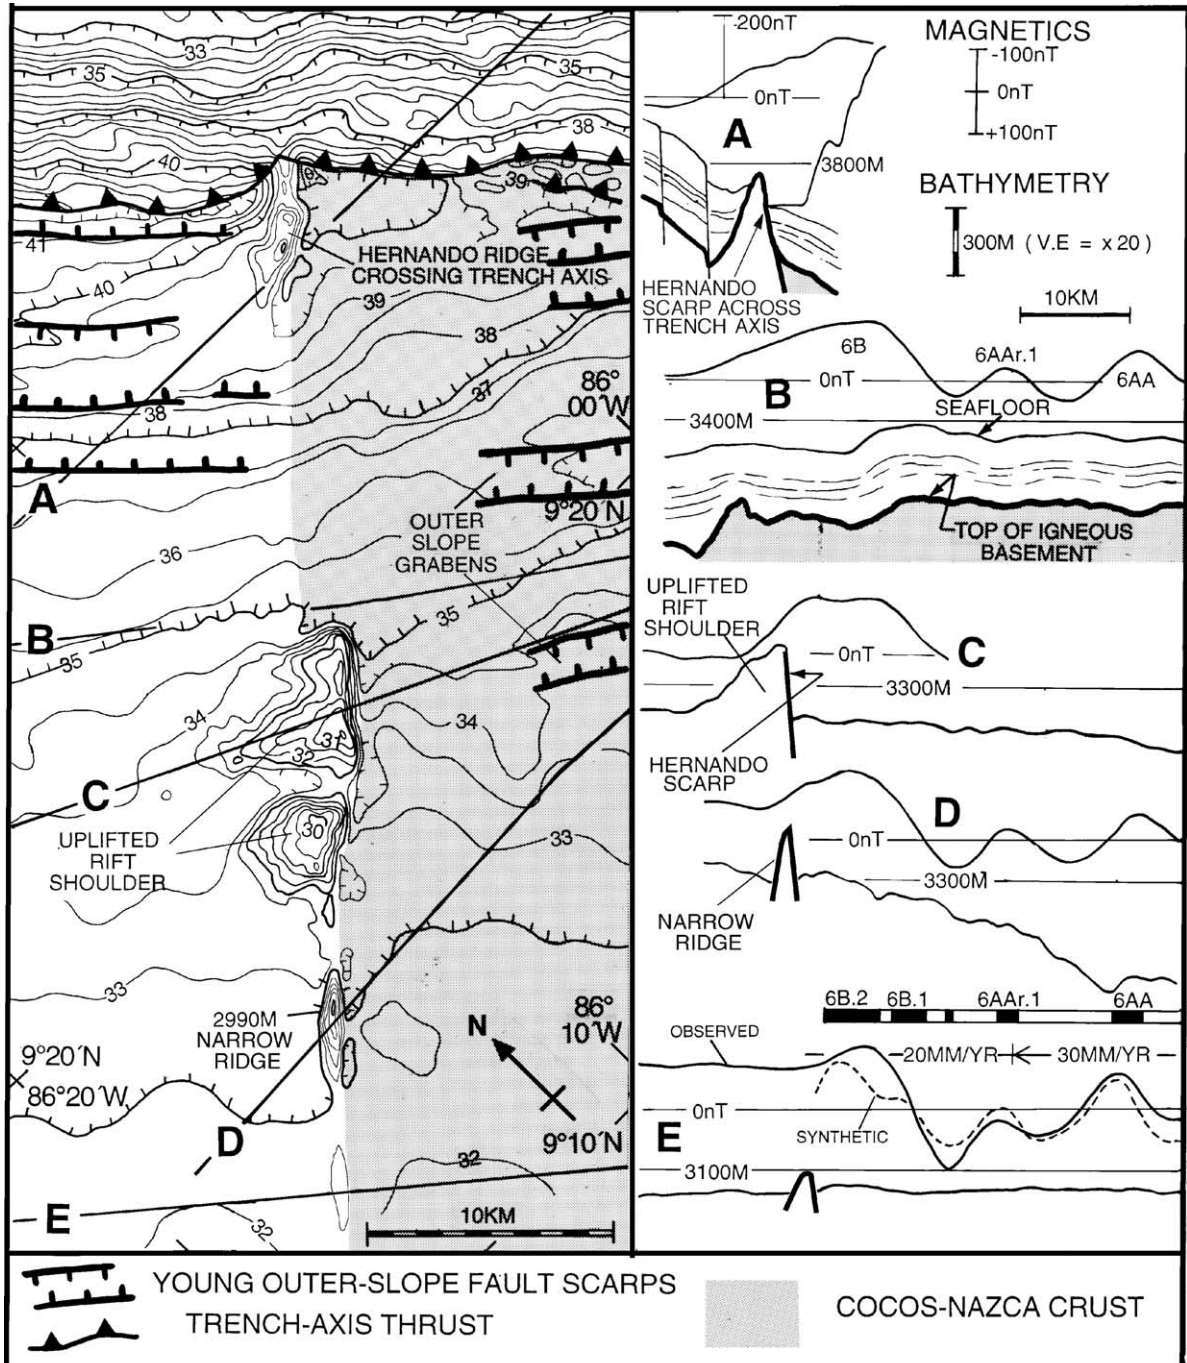 33
35
35
38
40
39
41
HERNANDO RIDGE
CROSSING TRENCH AXIS
40
39
38
37
86°
00´W
38
A
9°20´N
OUTER
SLOPE
GRABENS
36
35
B
35
34
34
31
32
C
30
33
UPLIFTED
RIFT
SHOULDER
33
2990M
NARROW
RIDGE
N
86°
10´W
9°20´N
86°20´W
D
9°10´N
32
E
32
10KM
-200nT
MAGNETICS
-100nT
0nT
0nT
+100nT
A
3800M
BATHYMETRY
300M (V.E = x 20)
HERNANDO
SCARP ACROSS
TRENCH AXIS
10KM
6B
6AAr.1
0nT
6AA
B
SEAFLOOR
3400M
TOP OF IGNEOUS
BASEMENT
UPLIFTED
RIFT
SHOULDER
0nT
C
3300M
HERNANDO
SCARP
D
0nT
3300M
NARROW
RIDGE
6B.2 6B.1 6AAr.1 6AA
OBSERVED
20MM/YR 30MM/YR
0nT
SYNTHETIC
E
3100M
YOUNG OUTER-SLOPE FAULT SCARPS
TRENCH-AXIS THRUST
COCOS-NAZCA CRUST